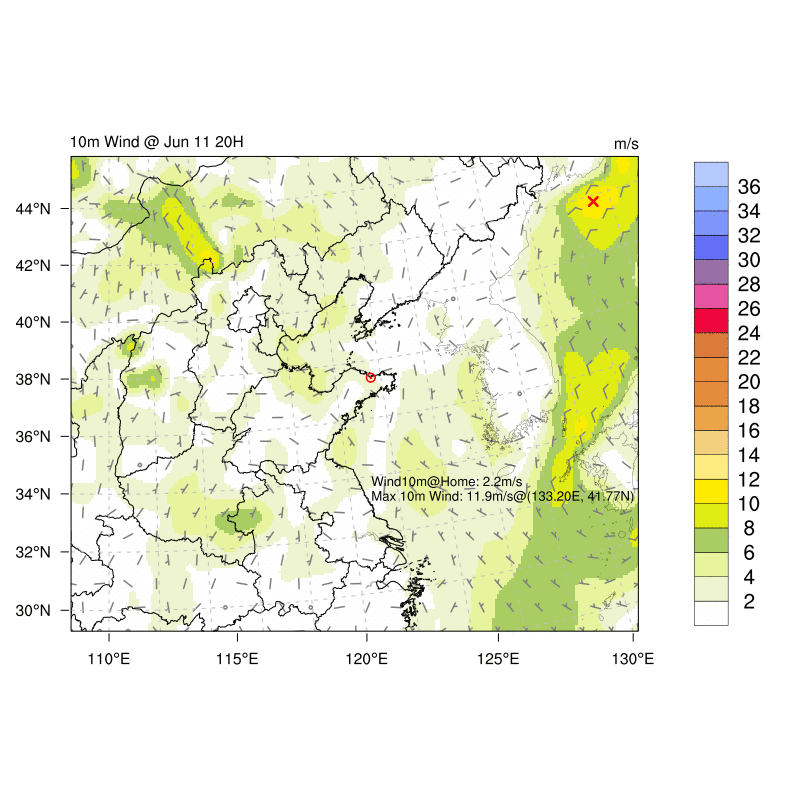 10m Wind @ Jun 11 20H
m/s
44°N
42°N
40°N
38°N
36°N
34°N
32°N
30°N
110°E
115°E
120°E
125°E
130°E
Wind10m@Home: 2.2m/s
Max 10m Wind: 11.9m/s@(133.20E, 41.77N)
36
34
32
30
28
26
24
22
20
18
16
14
12
10
8
6
4
2